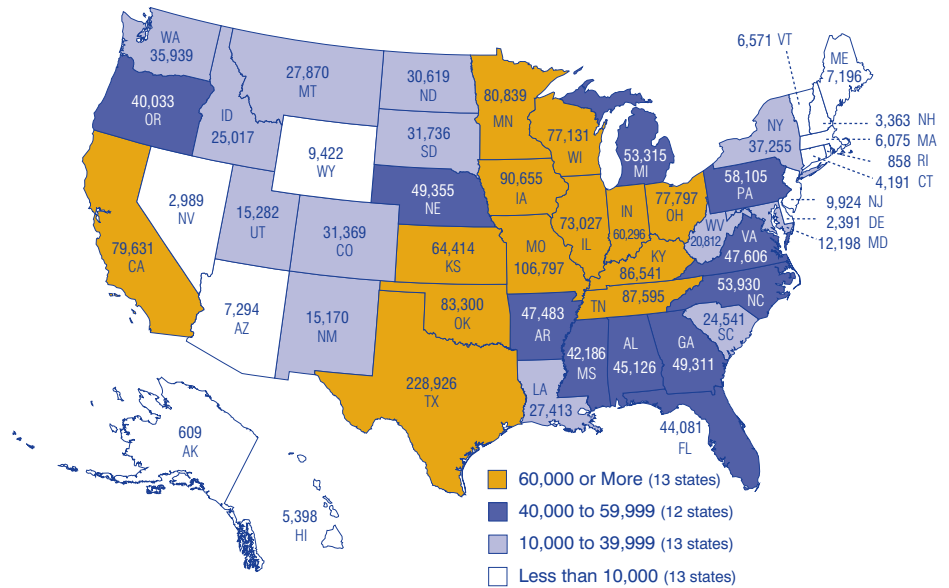 WA
35,939
27,870
MT
30,619
ND
80,839
MN
6,571 VT
ME
7,196
40,033
OR
ID
25,017
31,736
SD
77,131
WI
53,315
MI
NY
37,255
3,363 NH
6,075 MA
858 RI
4,191 CT
9,422
WY
90,655
IA
49,355
NE
58,105
PA
9,924 NJ
2,391 DE
12,198 MD
2,989
NV
15,282
UT
31,369
CO
64,414
KS
MO
106,797
73,027
IL
IN
60,296
77,797
OH
WV
20,812
VA
47,606
79,631
CA
KY
86,541
53,930
NC
7,294
AZ
15,170
NM
83,300
OK
47,483
AR
TN
87,595
24,541
SC
228,926
TX
42,186
MS
AL
45,126
GA
49,311
LA
27,413
44,081
FL
609
AK
5,398
HI
60,000 or More (13 states)
40,000 to 59,999 (12 states)
10,000 to 39,999 (13 states)
Less than 10,000 (13 states)